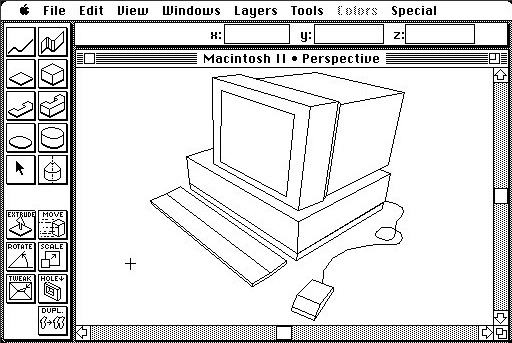 File Edit View Windows Layers Tools Colors Special
x: y: z:
Macintosh II • Perspective
EXTRUDE MOVE
ROTATE SCALE
TWEAK HOLE↓
DUPL.